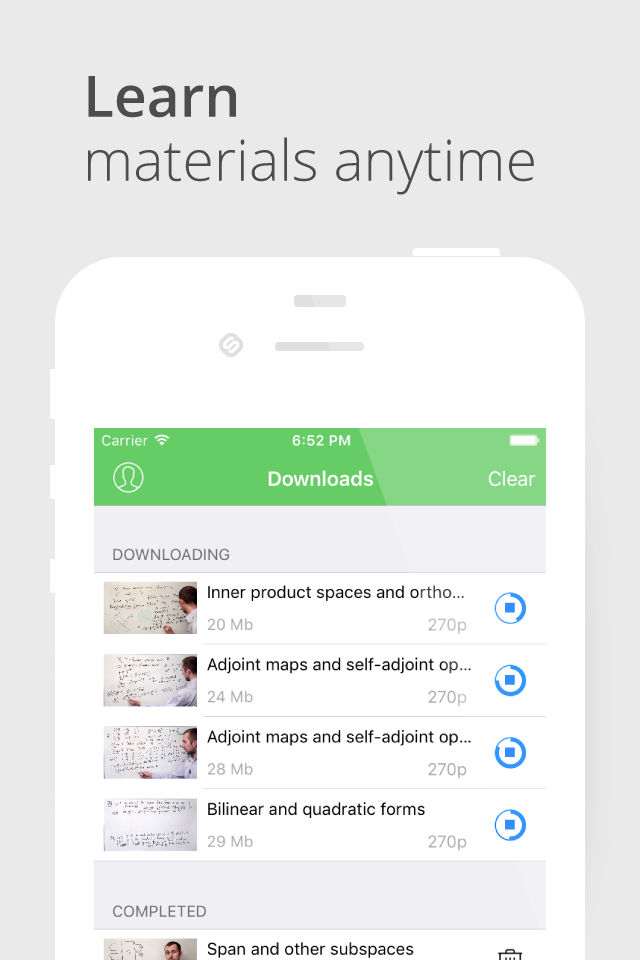 Learn
materials anytime
Carrier 6:52 PM
Downloads Clear
DOWNLOADING
Inner product spaces and ortho...
20 Mb 270p
Adjoint maps and self-adjoint op...
24 Mb 270p
Adjoint maps and self-adjoint op...
28 Mb 270p
Bilinear and quadratic forms
29 Mb 270p
COMPLETED
Span and other subspaces